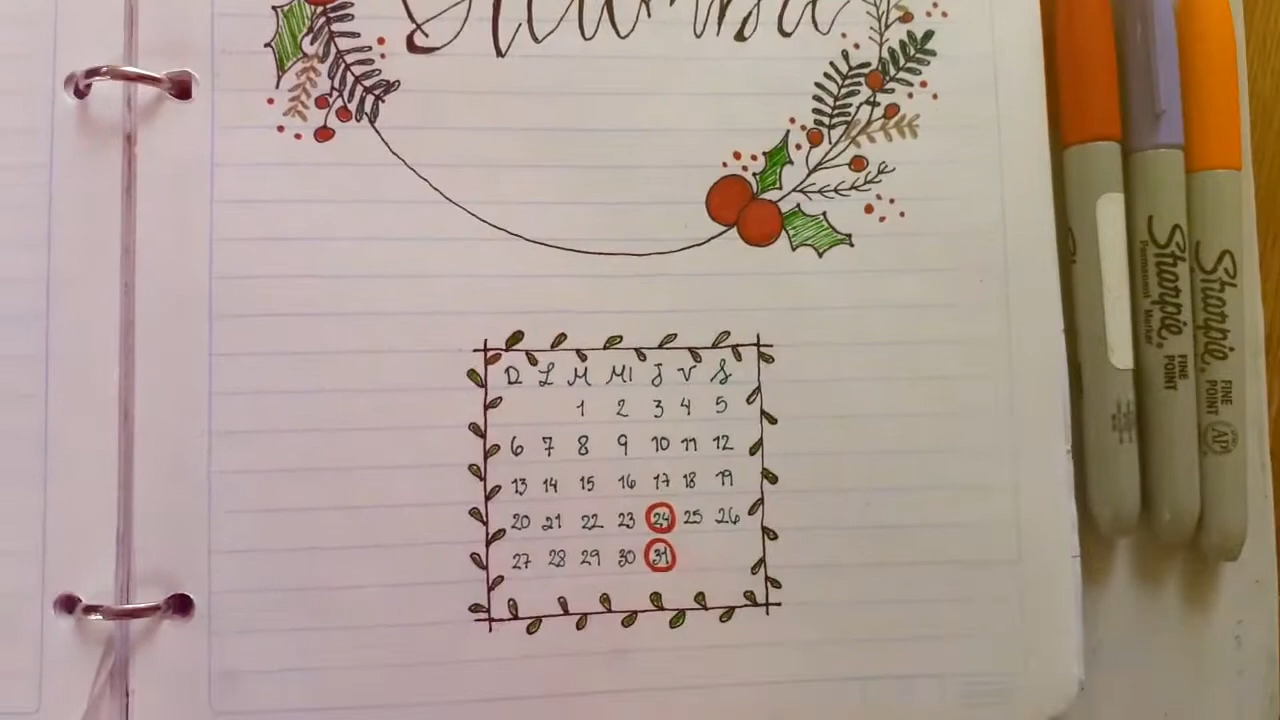 D L M MI J V S
1 2 3 4 5
6 7 8 9 10 11 12
13 14 15 16 17 18 19
20 21 22 23 24 25 26
27 28 29 30 31
Sharpie.
Permanent Marker
FINE
POINT
Sharpie.
FINE
POINT
AP